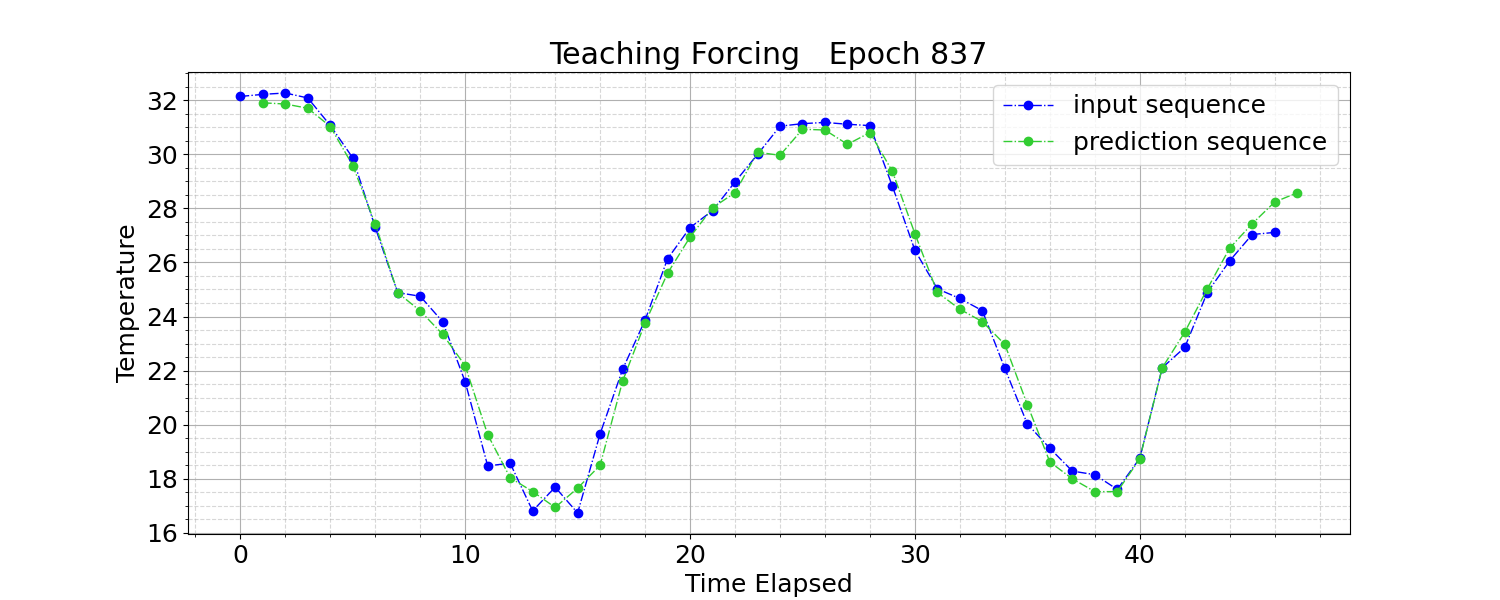 Teaching Forcing   Epoch 837
input sequence
prediction sequence
Temperature
32
30
28
26
24
22
20
18
16
0 10 20 30 40
Time Elapsed